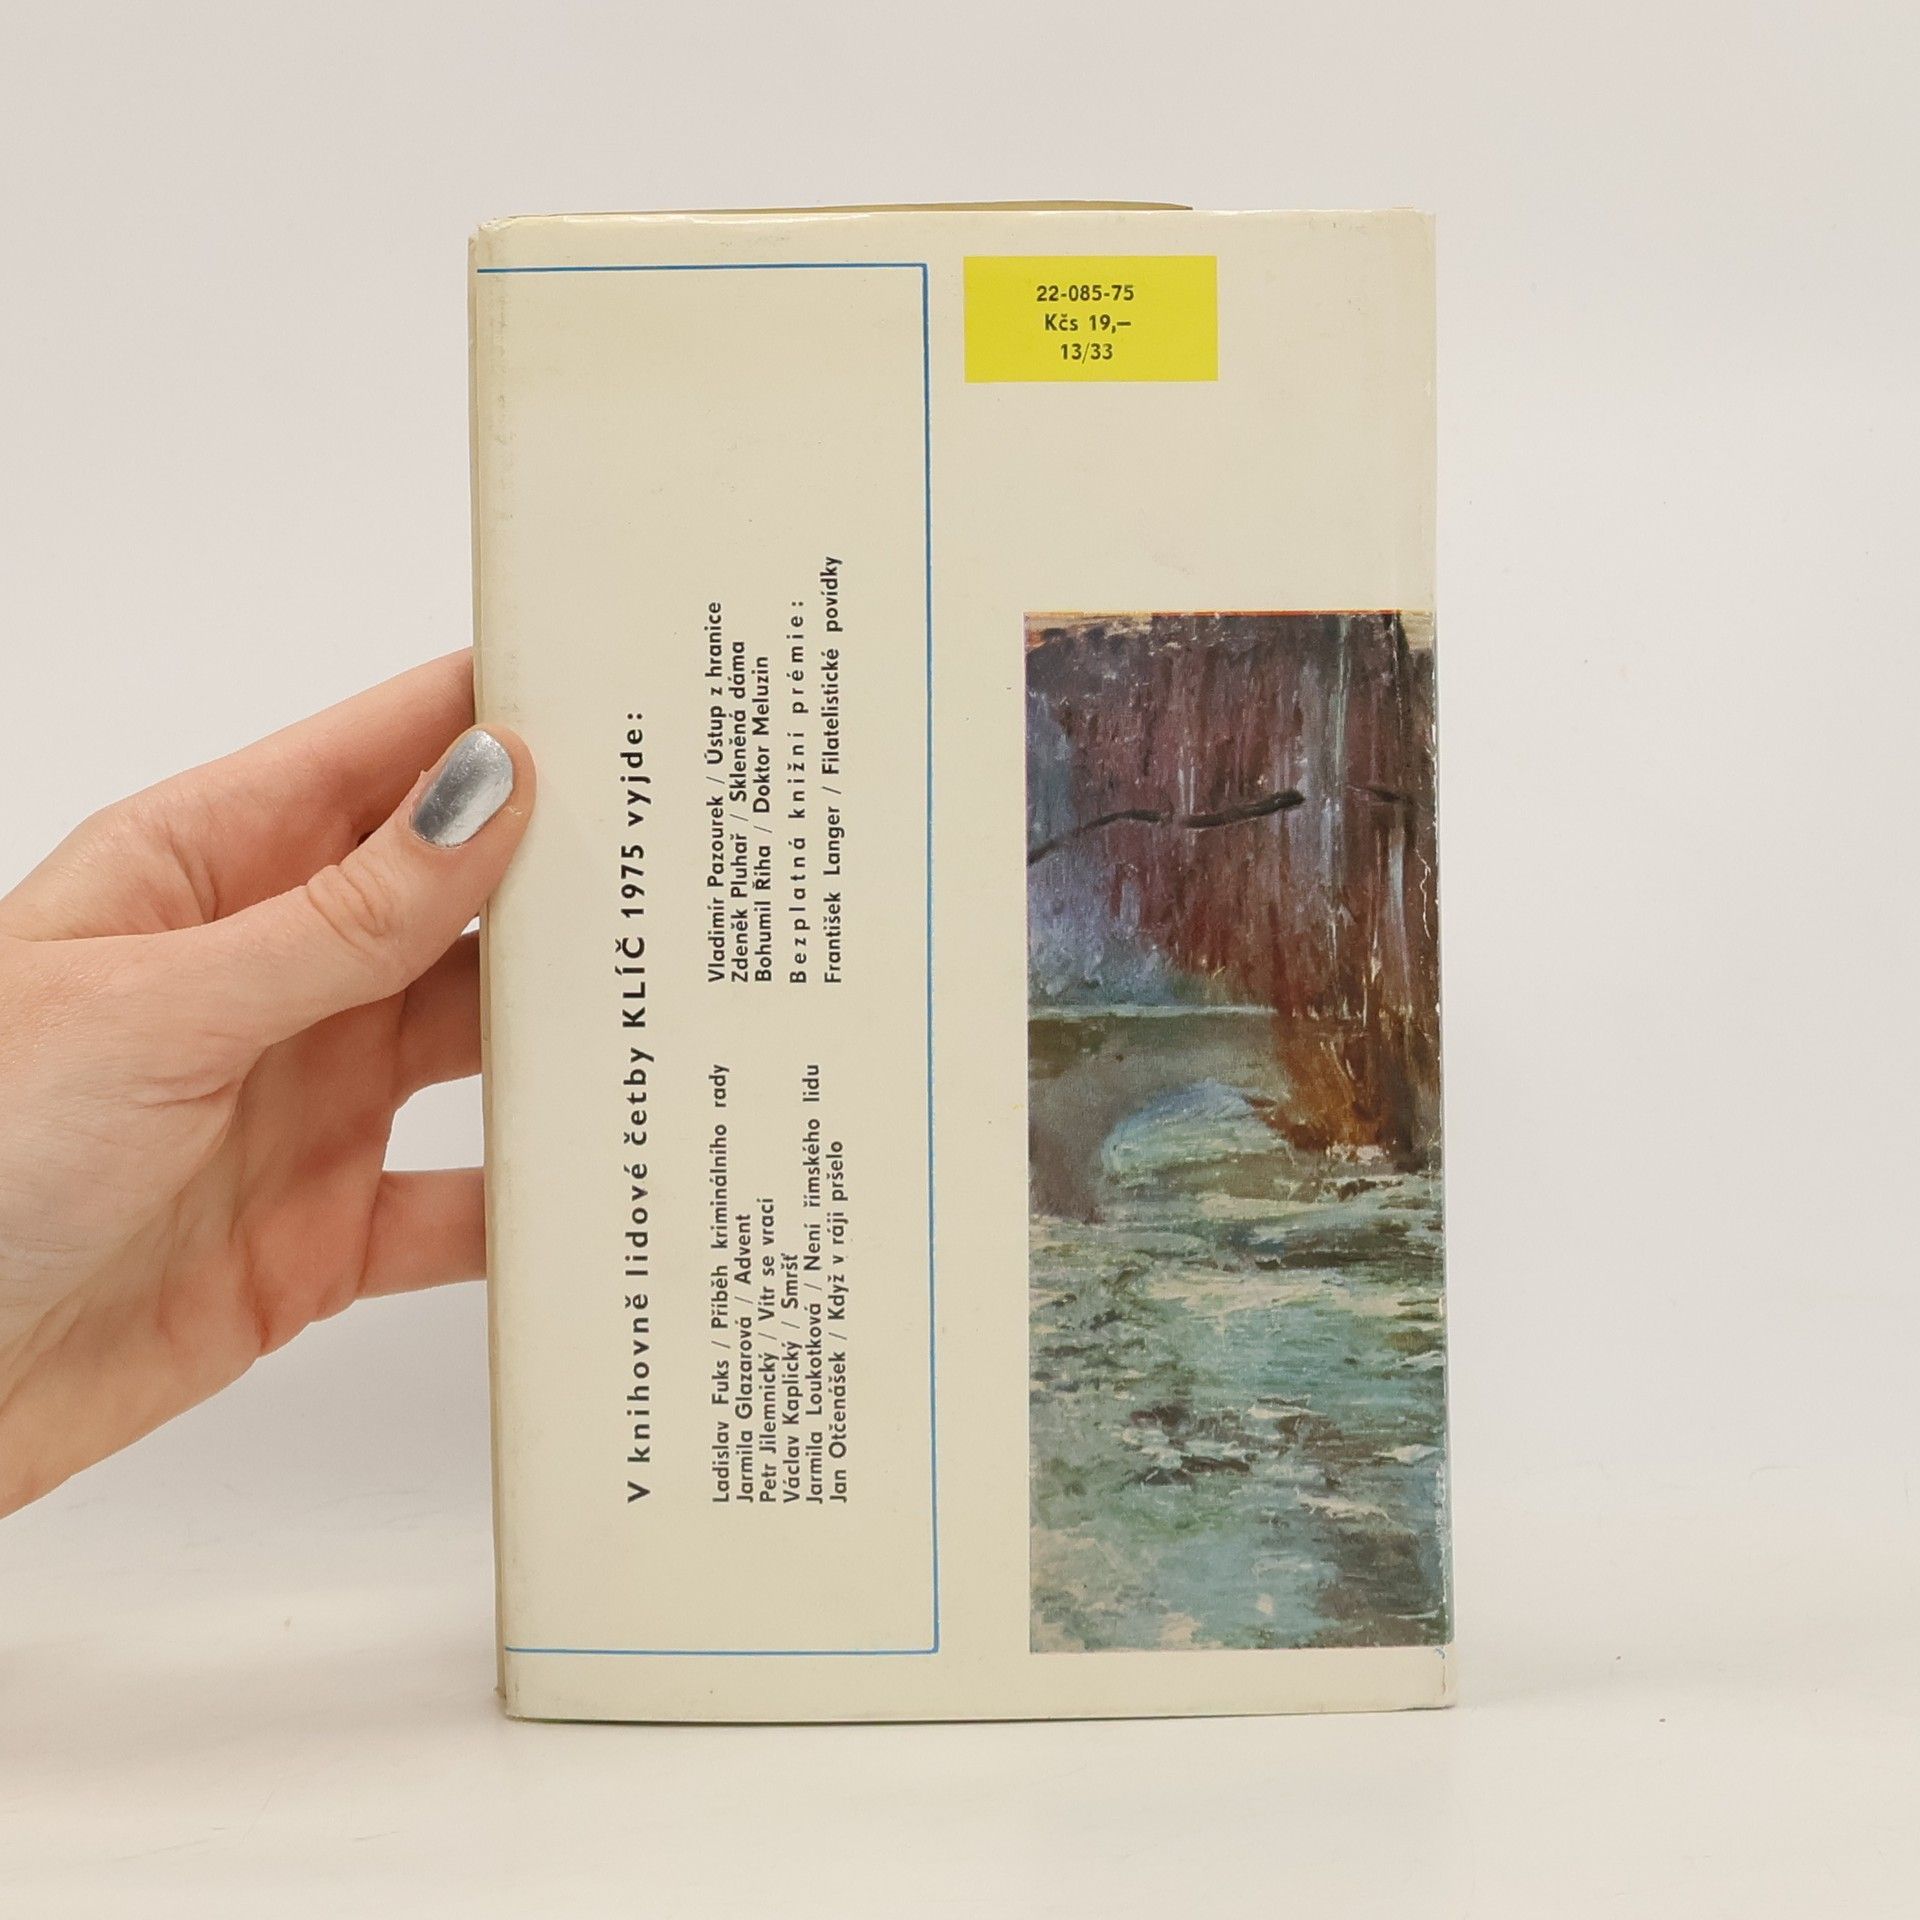 22-085-75
Kčs 19,—
13/33
V knihovně lidové četby KLÍČ 1975 vyjde:
Ladislav Fuks / Příběh kriminálního rady
Jarmila Glazarová / Advent
Petr Jilemnický / Vítr se vrací
Václav Kaplický / Smršť
Jarmila Loukotková / Není římského lidu
Jan Otčenášek / Když v ráji pršelo
Vladimír Pazourek / Ústup z hranice
Zdeněk Pluhař / Skleněná dáma
Bohumil Říha / Doktor Meluzin
Bezplatná knižní prémie:
František Langer / Filatelistické povídky